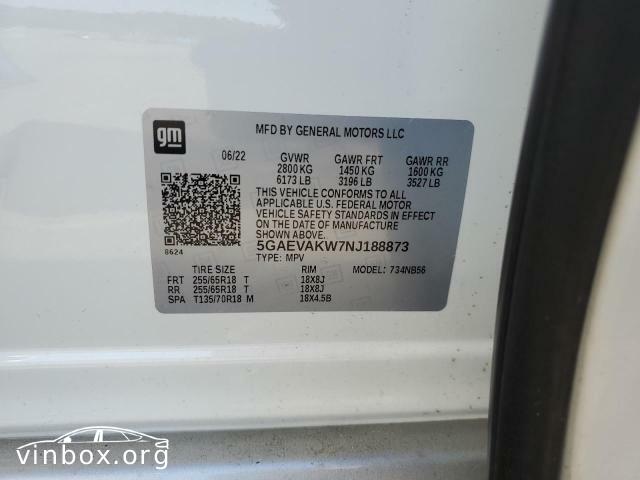 gm
MFD BY GENERAL MOTORS LLC
06/22 GVWR GAWR FRT GAWR RR
2800 KG 1450 KG 1600 KG
6173 LB 3196 LB 3527 LB
THIS VEHICLE CONFORMS TO ALL
APPLICABLE U.S. FEDERAL MOTOR
VEHICLE SAFETY STANDARDS IN EFFECT
ON THE DATE OF MANUFACTURE
SHOWN ABOVE.
8624 5GAEVAKW7NJ188873
TYPE: MPV
TIRE SIZE RIM MODEL: 734NB56
FRT 255/65R18 T 18X8J
RR 255/65R18 T 18X8J
SPA T135/70R18 M 18X4.5B
vinbox.org